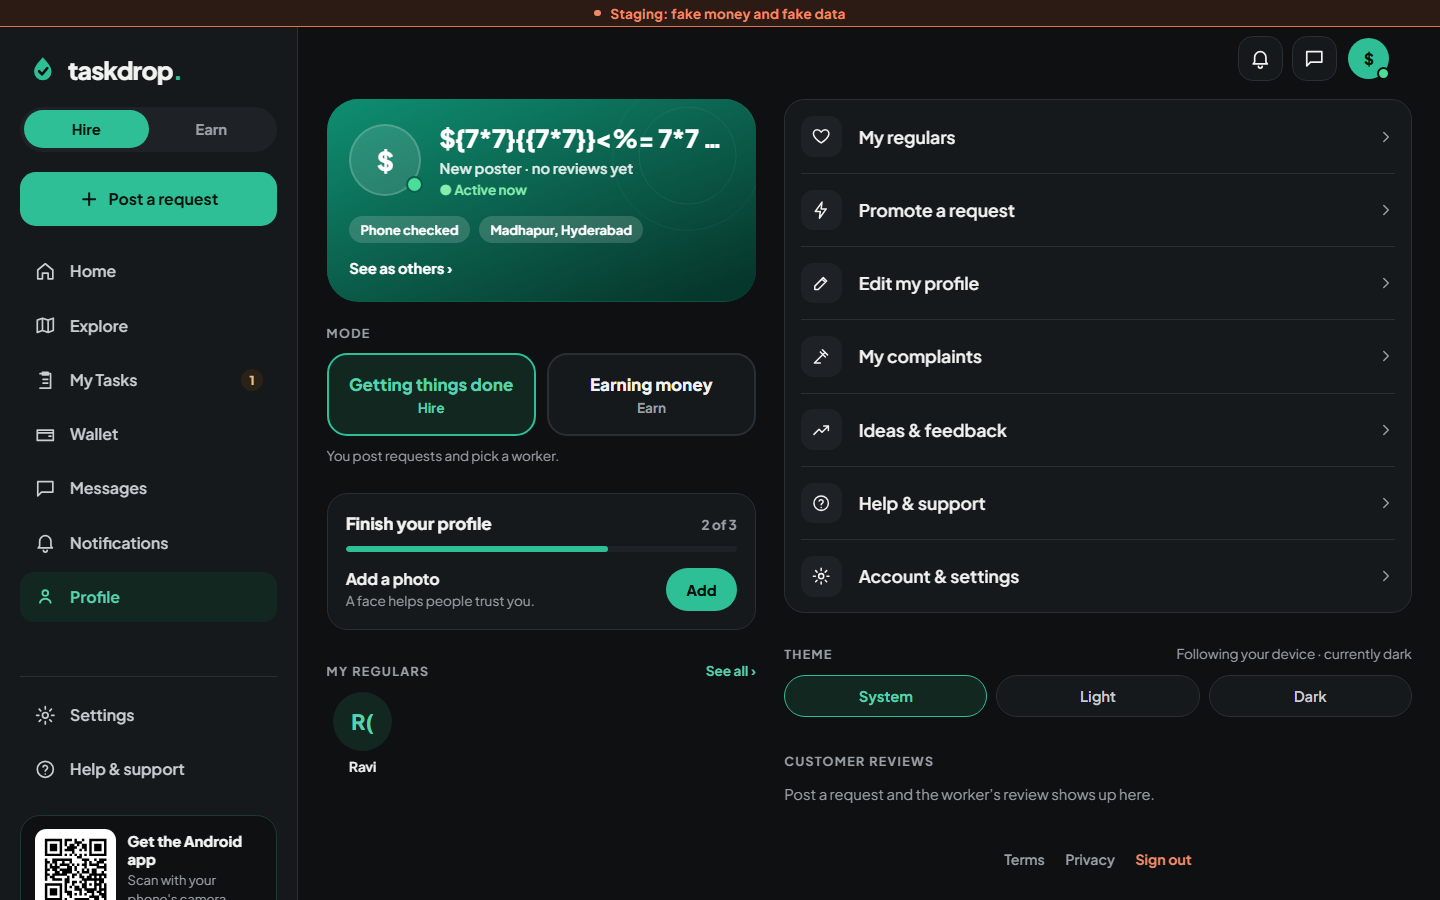 Staging: fake money and fake data
taskdrop.
Hire
Earn
Post a request
Home
Explore
My Tasks
1
Wallet
Messages
Notifications
Profile
Settings
Help & support
Get the Android
app
Scan with your
phone's camera
$
$
${7*7}{{7*7}}<%= 7*7 ...
New poster · no reviews yet
Active now
Phone checked
Madhapur, Hyderabad
See as others ›
MODE
Getting things done
Hire
Earning money
Earn
You post requests and pick a worker.
Finish your profile
2 of 3
Add a photo
A face helps people trust you.
Add
MY REGULARS
See all ›
R(
Ravi
My regulars
Promote a request
Edit my profile
My complaints
Ideas & feedback
Help & support
Account & settings
THEME
Following your device · currently dark
System
Light
Dark
CUSTOMER REVIEWS
Post a request and the worker's review shows up here.
Terms
Privacy
Sign out